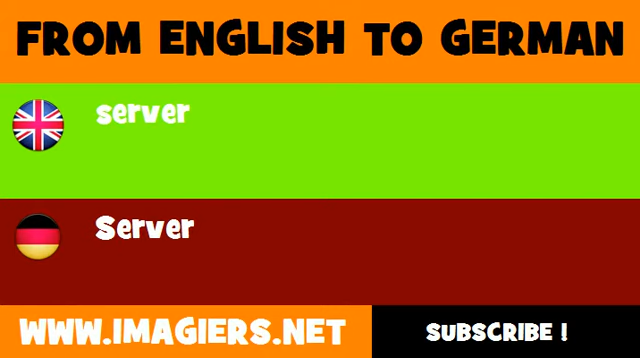 FROM ENGLISH TO GERMAN
server
Server
WWW.IMAGIERS.NET
SUBSCRIBE !